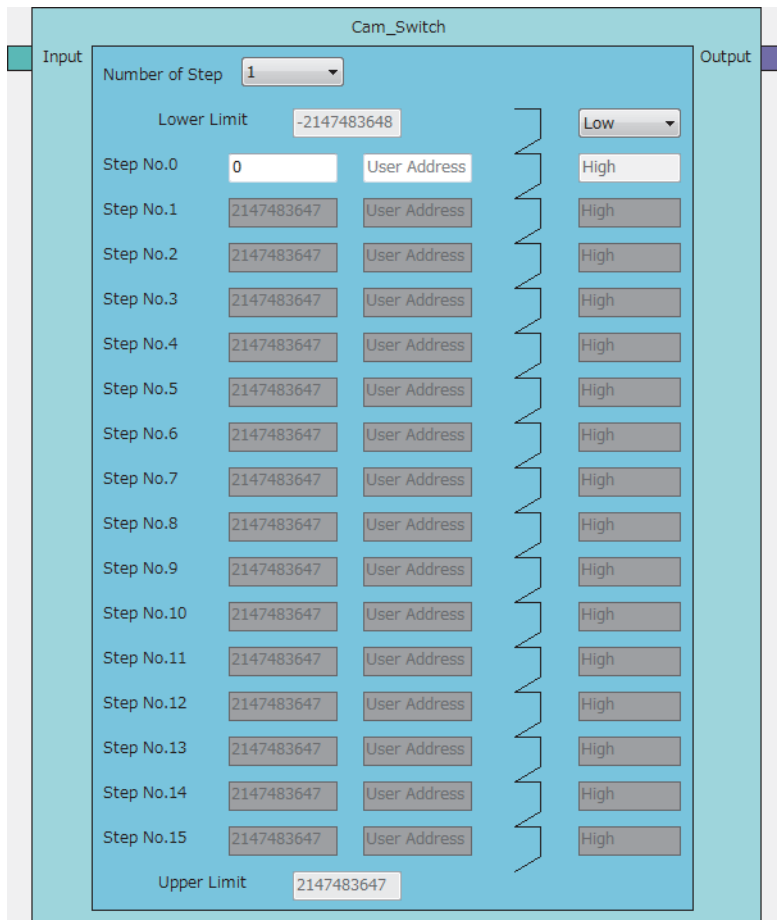 Cam_Switch
Input
Output
Number of Step 1
Lower Limit -2147483648 Low
Step No.0 0 User Address High
Step No.1 2147483647 User Address High
Step No.2 2147483647 User Address High
Step No.3 2147483647 User Address High
Step No.4 2147483647 User Address High
Step No.5 2147483647 User Address High
Step No.6 2147483647 User Address High
Step No.7 2147483647 User Address High
Step No.8 2147483647 User Address High
Step No.9 2147483647 User Address High
Step No.10 2147483647 User Address High
Step No.11 2147483647 User Address High
Step No.12 2147483647 User Address High
Step No.13 2147483647 User Address High
Step No.14 2147483647 User Address High
Step No.15 2147483647 User Address High
Upper Limit 2147483647